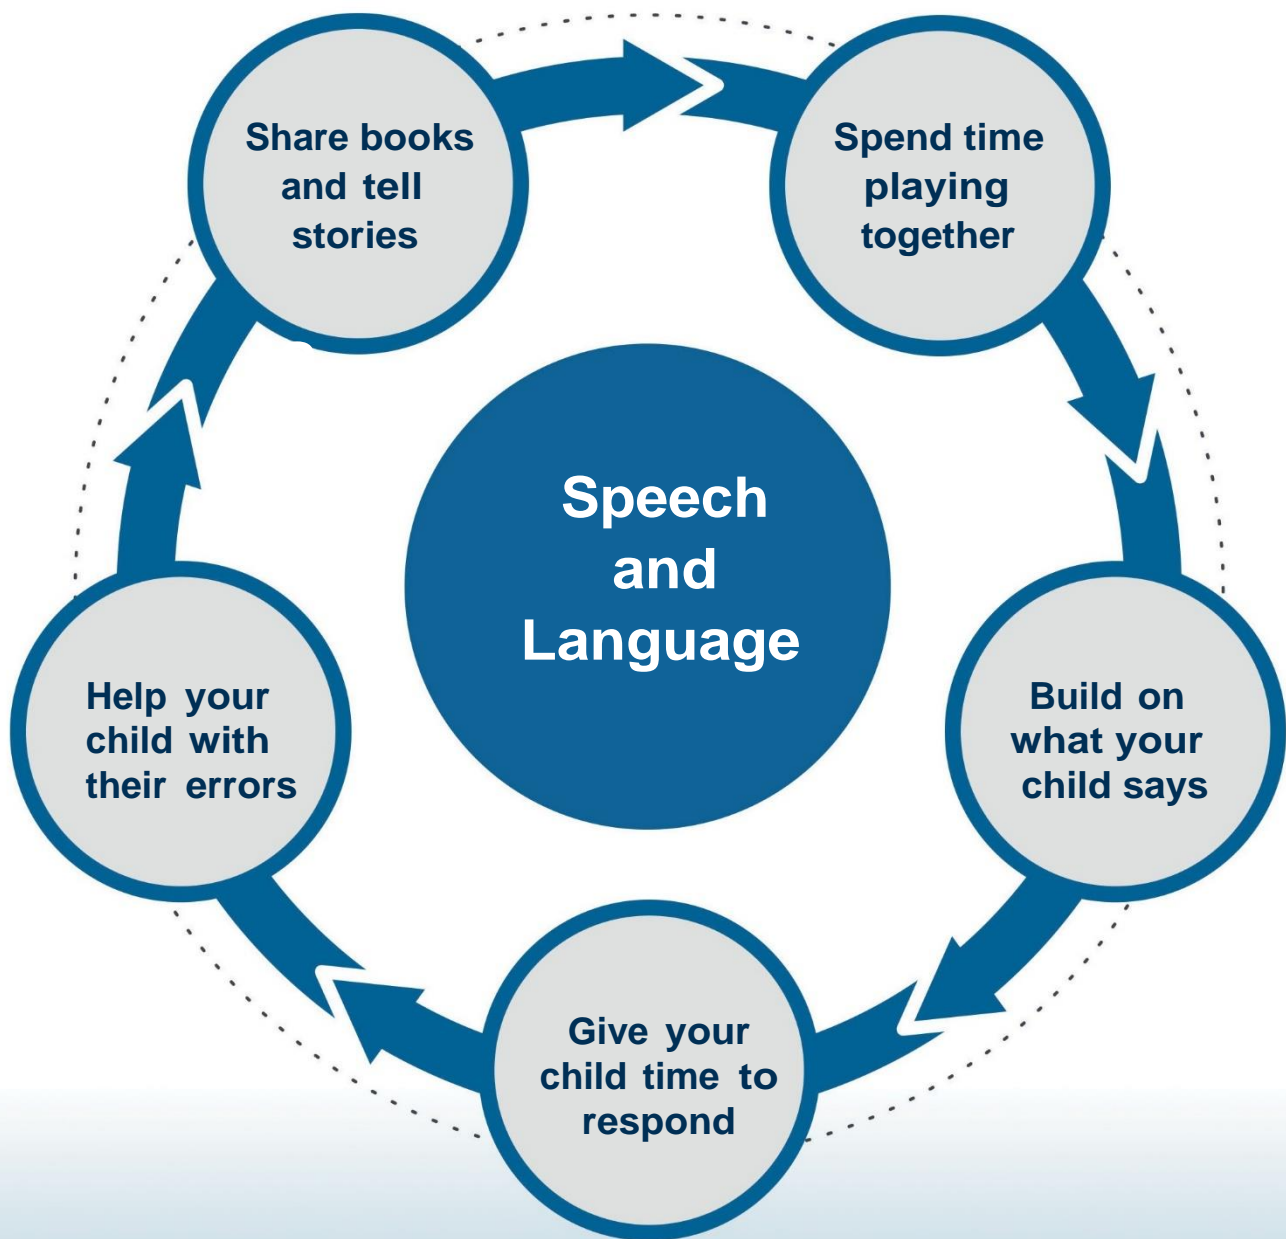 Share books
and tell
stories
Spend time
playing
together
Speech
and
Language
Help your
child with
their errors
Build on
what your
child says
Give your
child time to
respond